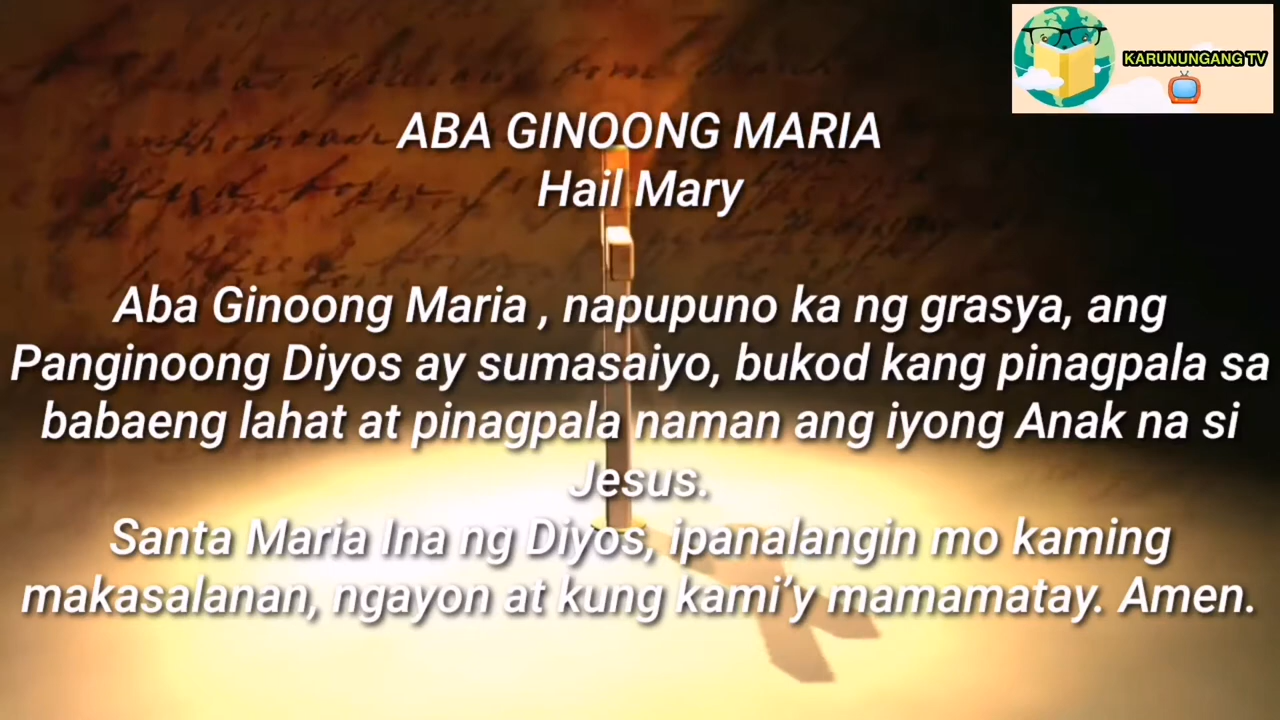 KARUNUNGANG TV
ABA GINOONG MARIA
Hail Mary
Aba Ginoong Maria , napupuno ka ng grasya, ang
Panginoong Diyos ay sumasaiyo, bukod kang pinagpala sa
babaeng lahat at pinagpala naman ang iyong Anak na si
Jesus.
Santa Maria Ina ng Diyos, ipanalangin mo kaming
makasalanan, ngayon at kung kami’y mamamatay. Amen.